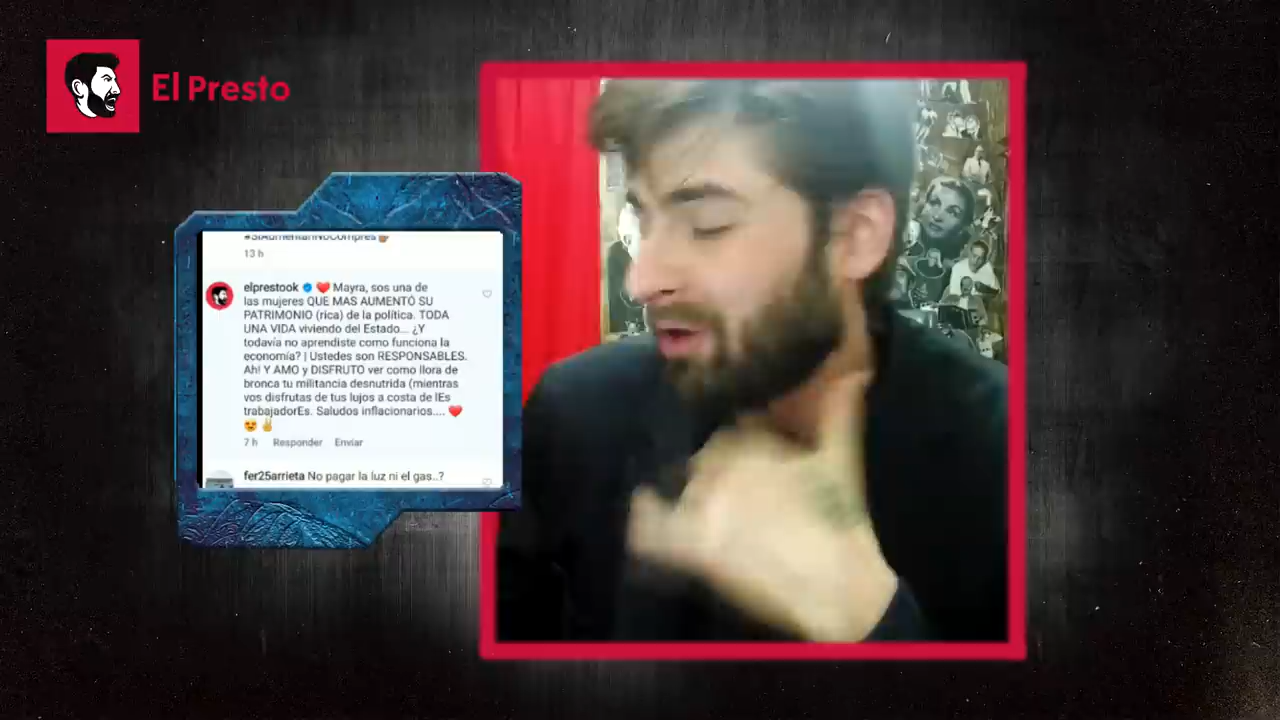 El Presto
#SiAumentanNoCompres
13 h
elprestook Mayra, sos una de
las mujeres QUE MAS AUMENTÓ SU
PATRIMONIO (rica) de la política. TODA
UNA VIDA viviendo del Estado... ¿Y
todavía no aprendiste como funciona la
economía? | Ustedes son RESPONSABLES.
Ah! Y AMO y DISFRUTO ver como llora de
bronca tu militancia desnutrida (mientras
vos disfrutas de tus lujos a costa de lEs
trabajadorEs. Saludos inflacionarios.... ❤️
😍✌️
7 h Responder Enviar
fer25arrieta No pagar la luz ni el gas..?